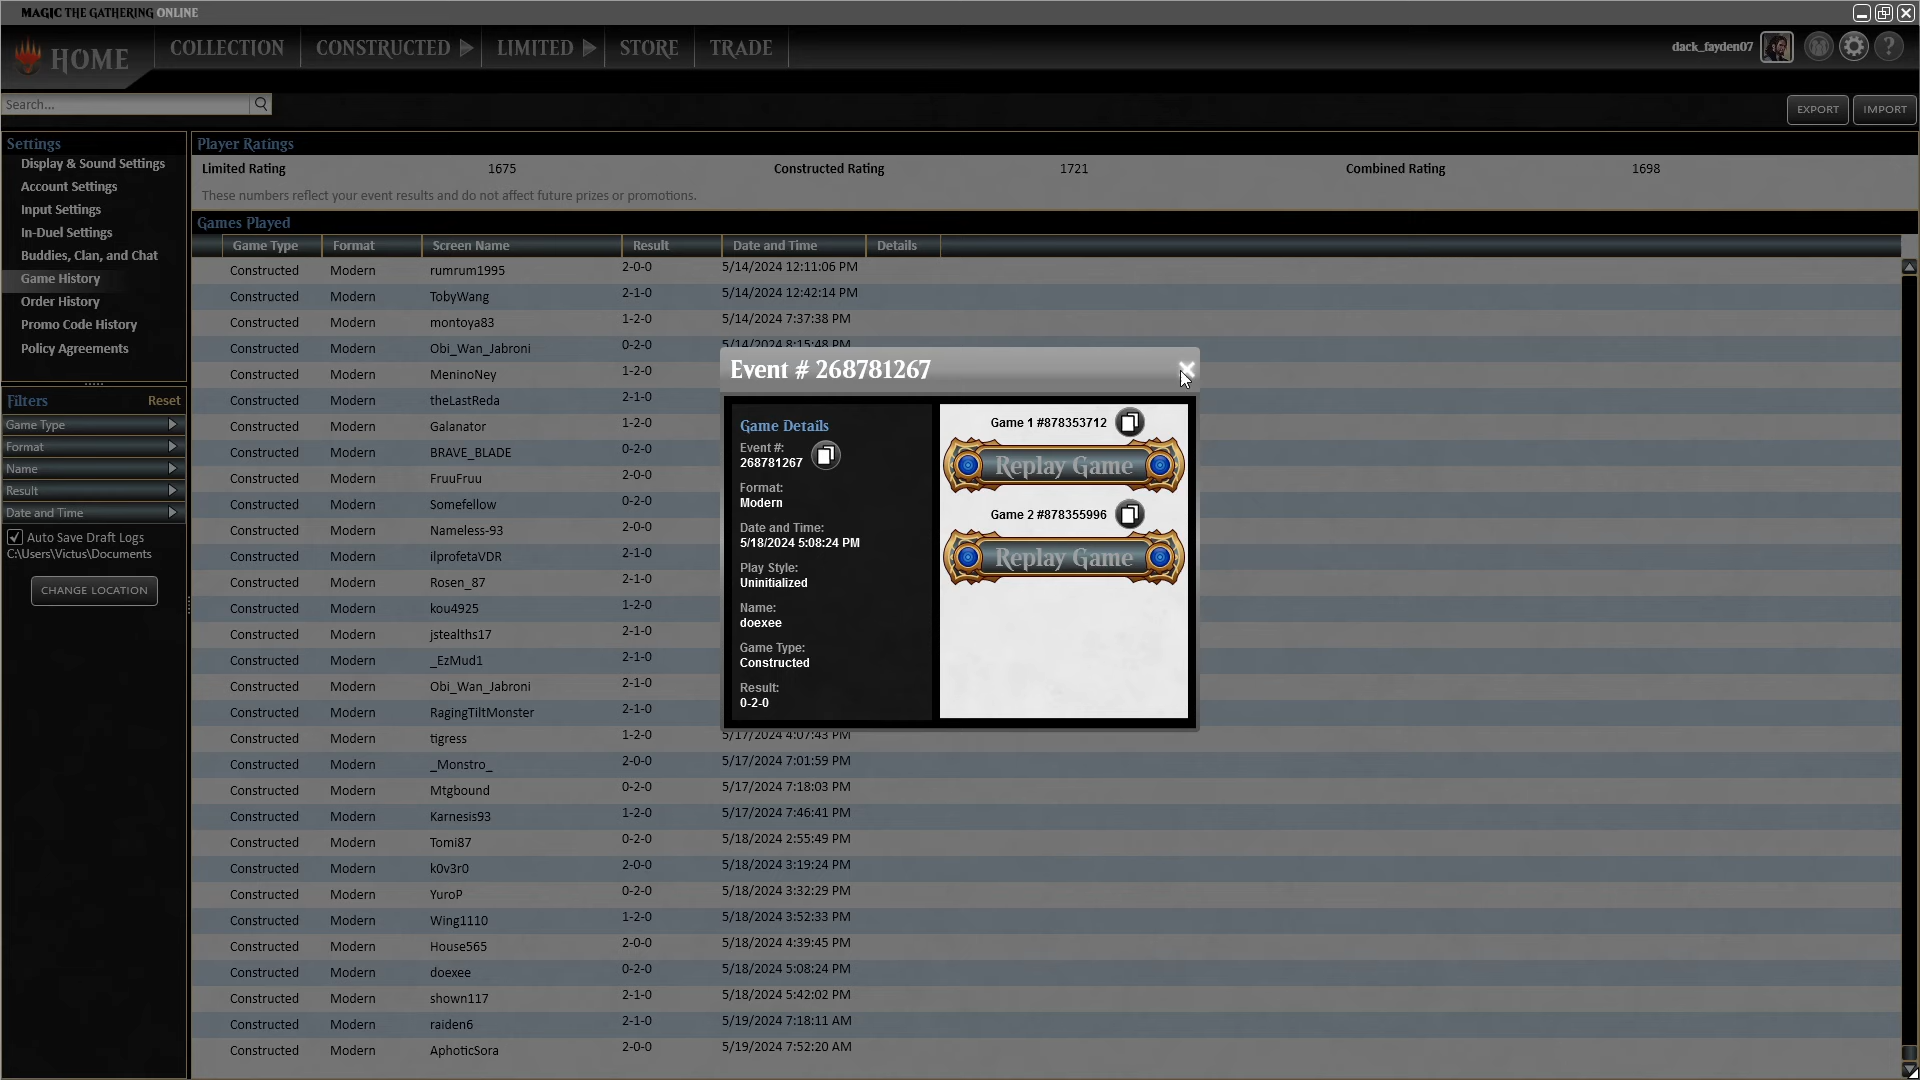 MAGIC THE GATHERING ONLINE
HOME
COLLECTION
CONSTRUCTED
LIMITED
STORE
TRADE
dack_fayden07
?
Search...
EXPORT
IMPORT
Settings
Display & Sound Settings
Account Settings
Input Settings
In-Duel Settings
Buddies, Clan, and Chat
Game History
Order History
Promo Code History
Policy Agreements
Filters Reset
Game Type
Format
Name
Result
Date and Time
Auto Save Draft Logs
C:\Users\Victus\Documents
CHANGE LOCATION
Player Ratings
Limited Rating 1675 Constructed Rating 1721 Combined Rating 1698
These numbers reflect your event results and do not affect future prizes or promotions.
Games Played
Game Type Format Screen Name Result Date and Time Details
Constructed Modern rumrum1995 2-0-0 5/14/2024 12:11:06 PM
Constructed Modern TobyWang 2-1-0 5/14/2024 12:42:14 PM
Constructed Modern montoya83 1-2-0 5/14/2024 7:37:38 PM
Constructed Modern Obi_Wan_Jabroni 0-2-0 5/14/2024 8:15:48 PM
Constructed Modern MeninoNey 1-2-0
Constructed Modern theLastReda 2-1-0
Constructed Modern Galanator 1-2-0
Constructed Modern BRAVE_BLADE 0-2-0
Constructed Modern FruuFruu 2-0-0
Constructed Modern Somefellow 0-2-0
Constructed Modern Nameless-93 2-0-0
Constructed Modern ilprofetaVDR 2-1-0
Constructed Modern Rosen_87 2-1-0
Constructed Modern kou4925 1-2-0
Constructed Modern jstealths17 2-1-0
Constructed Modern _EzMud1 2-1-0
Constructed Modern Obi_Wan_Jabroni 2-1-0
Constructed Modern RagingTiltMonster 2-1-0
Constructed Modern tigress 1-2-0 5/17/2024 4:07:43 PM
Constructed Modern _Monstro_ 2-0-0 5/17/2024 7:01:59 PM
Constructed Modern Mtgbound 0-2-0 5/17/2024 7:18:03 PM
Constructed Modern Karnesis93 1-2-0 5/17/2024 7:46:41 PM
Constructed Modern Tomi87 0-2-0 5/18/2024 2:55:49 PM
Constructed Modern k0v3r0 2-0-0 5/18/2024 3:19:24 PM
Constructed Modern YuroP 0-2-0 5/18/2024 3:32:29 PM
Constructed Modern Wing1110 1-2-0 5/18/2024 3:52:33 PM
Constructed Modern House565 2-0-0 5/18/2024 4:39:45 PM
Constructed Modern doexee 0-2-0 5/18/2024 5:08:24 PM
Constructed Modern shown117 2-1-0 5/18/2024 5:42:02 PM
Constructed Modern raiden6 2-1-0 5/19/2024 7:18:11 AM
Constructed Modern AphoticSora 2-0-0 5/19/2024 7:52:20 AM
Event # 268781267
Game Details
Event #:
268781267
Format:
Modern
Date and Time:
5/18/2024 5:08:24 PM
Play Style:
Uninitialized
Name:
doexee
Game Type:
Constructed
Result:
0-2-0
Game 1 #878353712
Replay Game
Game 2 #878355996
Replay Game